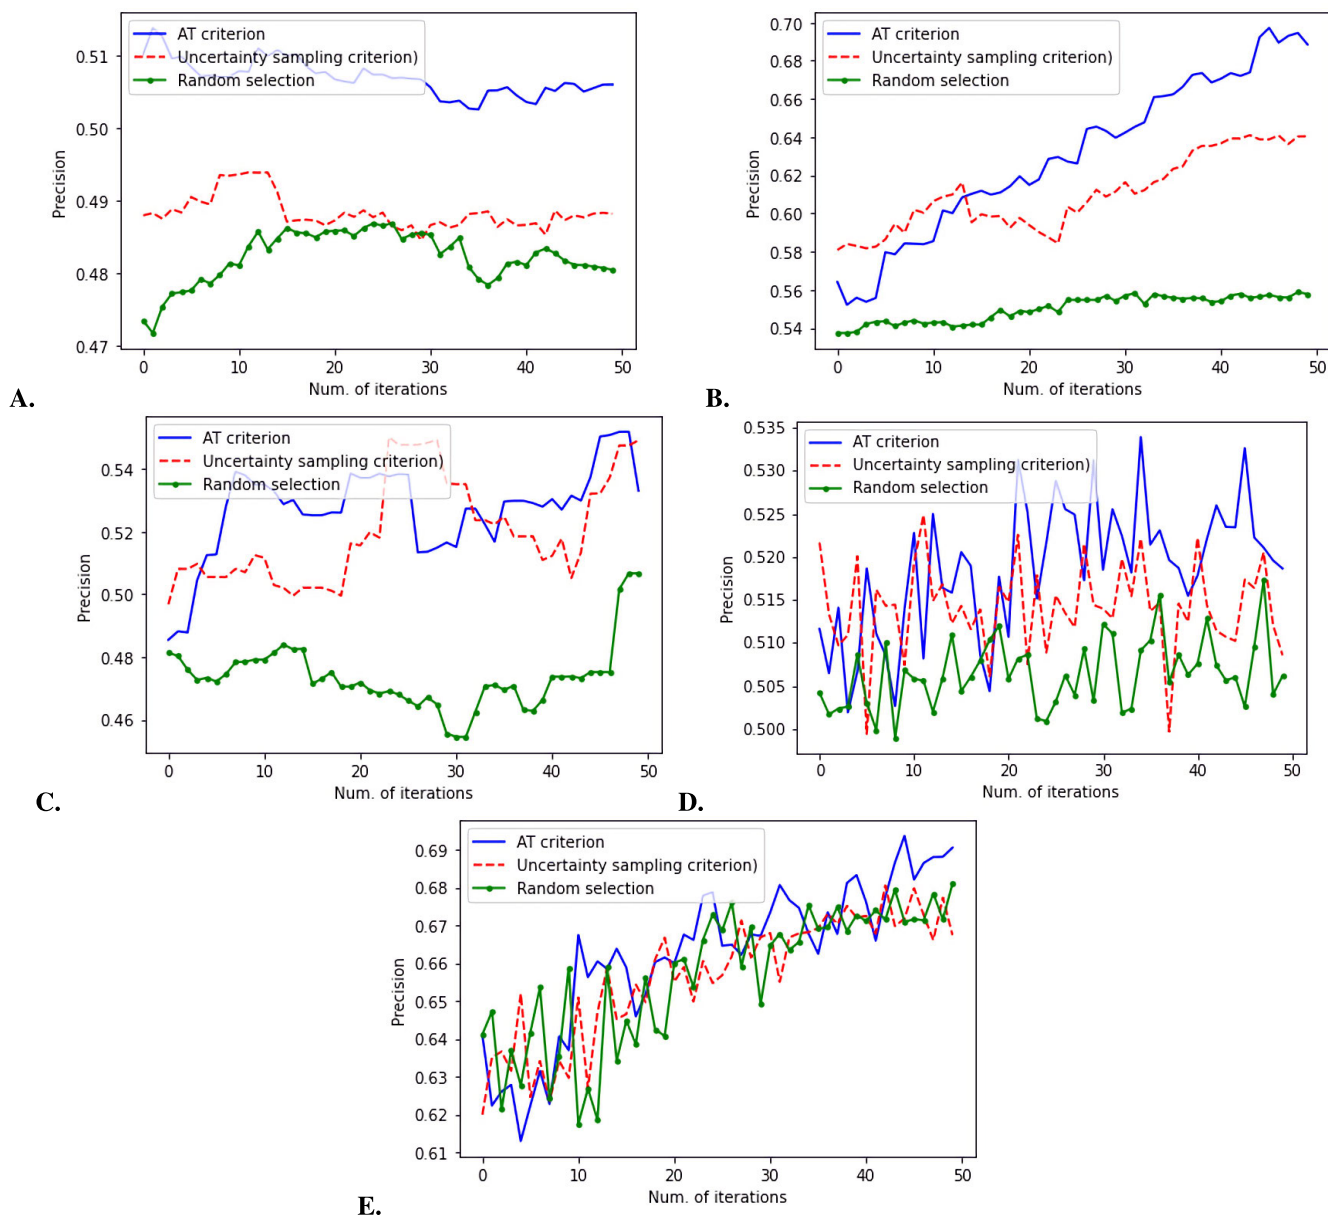 AT criterion
Uncertainty sampling criterion)
Random selection
Precision
0.51
0.50
0.49
0.48
0.47
0 10 20 30 40 50
Num. of iterations
A.
AT criterion
Uncertainty sampling criterion)
Random selection
Precision
0.70
0.68
0.66
0.64
0.62
0.60
0.58
0.56
0.54
0 10 20 30 40 50
Num. of iterations
B.
AT criterion
Uncertainty sampling criterion)
Random selection
Precision
0.54
0.52
0.50
0.48
0.46
0 10 20 30 40 50
Num. of iterations
C.
AT criterion
Uncertainty sampling criterion)
Random selection
Precision
0.535
0.530
0.525
0.520
0.515
0.510
0.505
0.500
0 10 20 30 40 50
Num. of iterations
D.
AT criterion
Uncertainty sampling criterion)
Random selection
Precision
0.69
0.68
0.67
0.66
0.65
0.64
0.63
0.62
0.61
0 10 20 30 40 50
Num. of iterations
E.